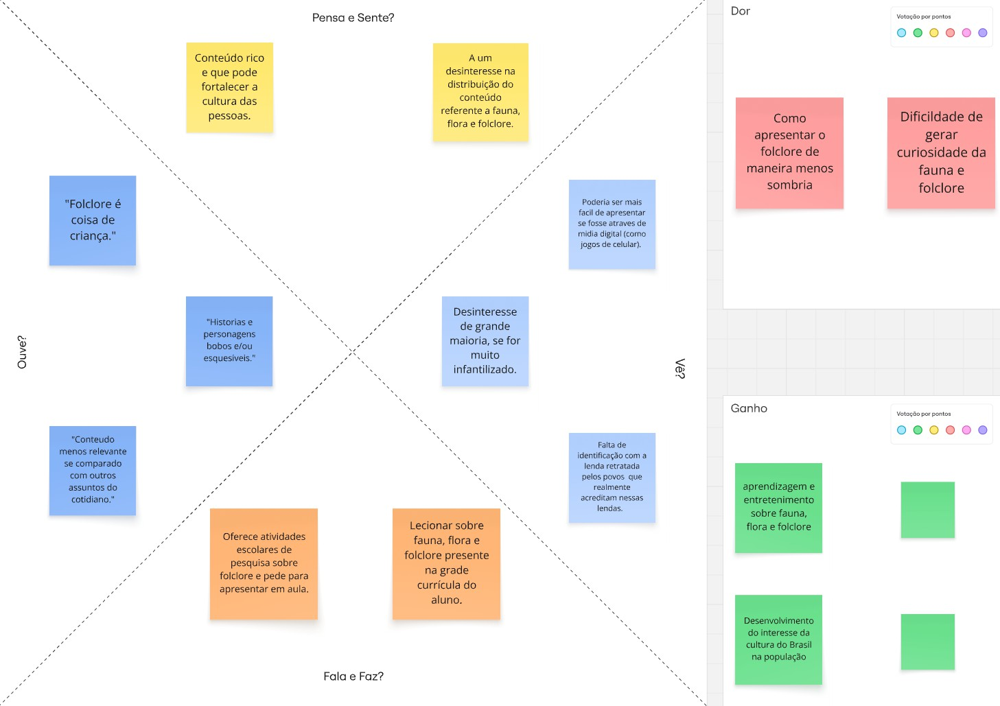 Pensa e Sente?
Conteúdo rico
e que pode
fortalecer a
cultura das
pessoas.
A um
desinteresse na
distribuição do
conteúdo
referente a fauna,
flora e folclore.
Ouve?
"Folclore é
coisa de
criança."
"Historias e
personagens
bobos e/ou
esquesiveis."
"Conteudo
menos relevante
se comparado
com outros
assuntos do
cotidiano."
Vê?
Poderia ser mais
facil de apresentar
se fosse atraves de
midia digital (como
jogos de celular).
Desinteresse
de grande
maioria, se for
muito
infantilizado.
Falta de
identificação com a
lenda retratada
pelos povos que
realmente
acreditam nessas
lendas.
Oferece atividades
escolares de
pesquisa sobre
folclore e pede para
apresentar em aula.
Lecionar sobre
fauna, flora e
folclore presente
na grade
currícula do
aluno.
Fala e Faz?
Dor
Votação por pontos
Como
apresentar o
folclore de
maneira menos
sombria
Dificildade de
gerar
curiosidade da
fauna e
folclore
Ganho
Votação por pontos
aprendizagem e
entretenimento
sobre fauna,
flora e folclore
Desenvolvimento
do interesse da
cultura do Brasil
na população